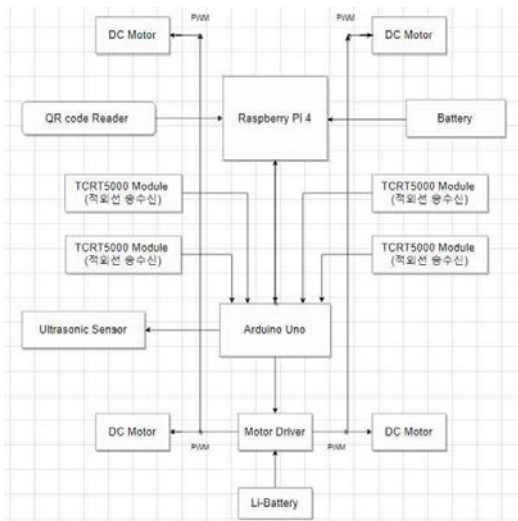 PWM
PWM
DC Motor
DC Motor
QR code Reader
Raspberry Pi 4
Battery
TCRT5000 Module
(적외선 송수신)
TCRT5000 Module
(적외선 송수신)
TCRT5000 Module
(적외선 송수신)
TCRT5000 Module
(적외선 송수신)
Ultrasonic Sensor
Arduino Uno
DC Motor
Motor Driver
DC Motor
PWM
PWM
Li-Battery